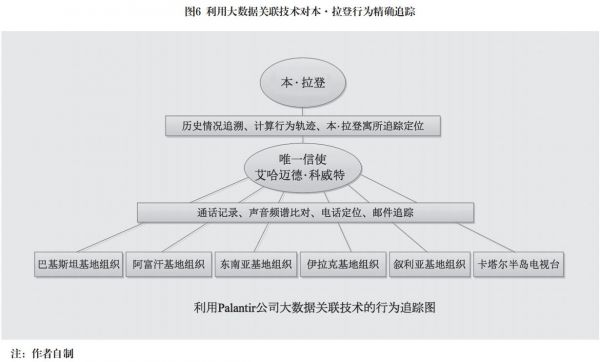 图6 利用大数据关联技术对本·拉登行为精确追踪
本·拉登
历史情况追溯、计算行为轨迹、本·拉登寓所追踪定位
唯一信使
艾哈迈德·科威特
通话记录、声音频谱比对、电话定位、邮件追踪
巴基斯坦基地组织
阿富汗基地组织
东南亚基地组织
伊拉克基地组织
叙利亚基地组织
卡塔尔半岛电视台
利用Palantir公司大数据关联技术的行为追踪图
注：作者自制